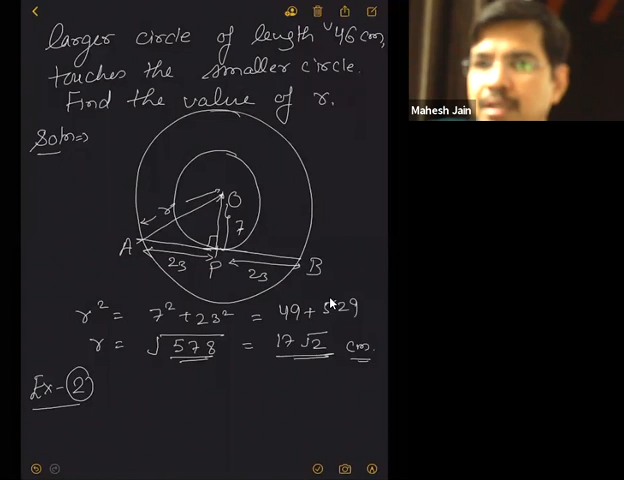 larger circle of length 46 cm,
touches the smaller circle.
Find the value of r.
Soln=>
r
O
7
A
23
P
23
B
r² = 7² + 23² = 49 + 529
r = √578 = 17√2 cm.
Ex-2
Mahesh Jain